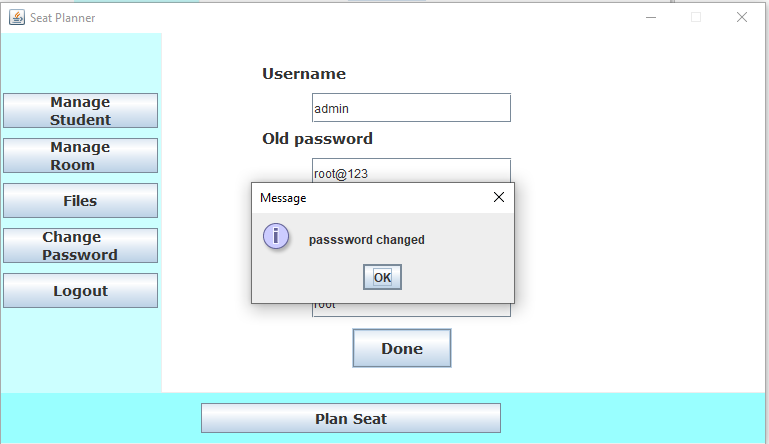 Seat Planner
Username
admin
Manage
Student
Old password
Manage
Room
root@123
Message
Files
passsword changed
Change
Password
OK
Logout
root
Done
Plan Seat